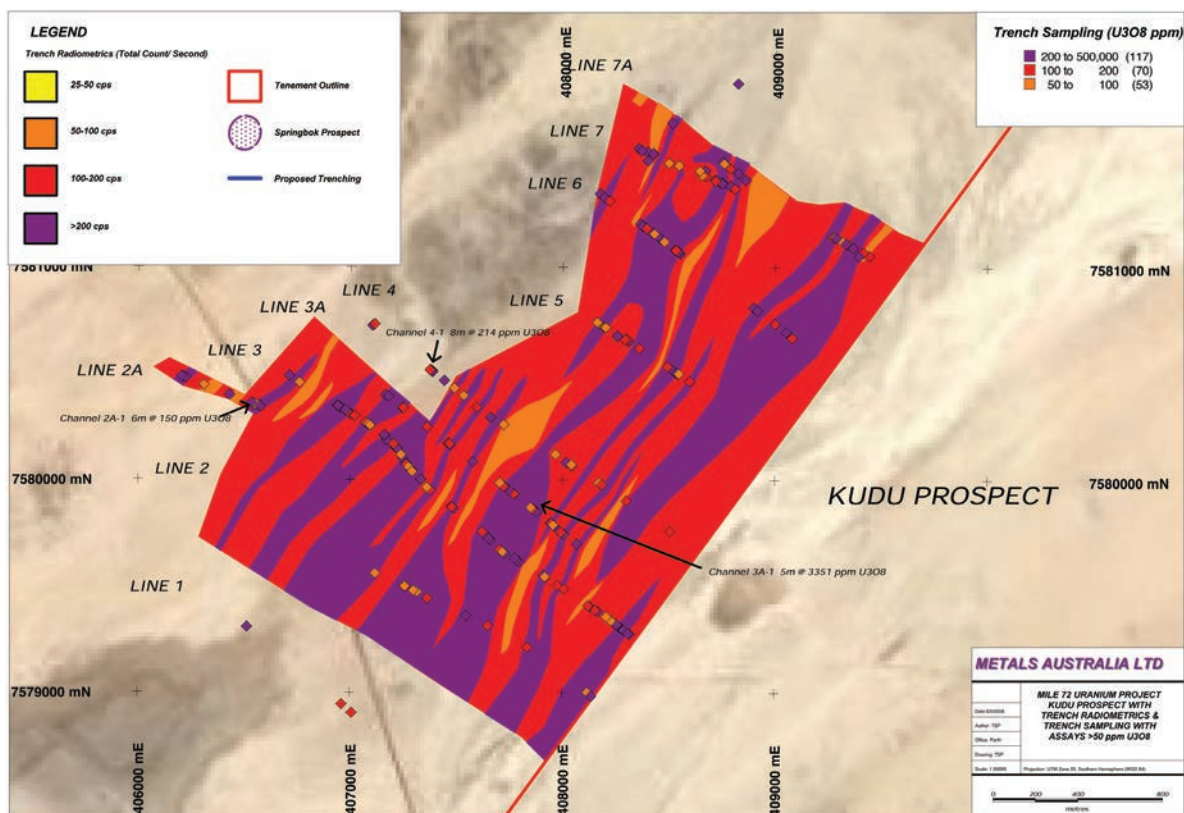 LEGEND
Trench Radiometrics (Total Count/ Second)
25-50 cps
50-100 cps
100-200 cps
>200 cps
Tenement Outline
Springbok Prospect
Proposed Trenching
Trench Sampling (U3O8 ppm)
200 to 500,000 (117)
100 to 200 (70)
50 to 100 (53)
408000 mE
409000 mE
LINE 7A
LINE 7
LINE 6
LINE 5
LINE 4
LINE 3A
LINE 3
LINE 2A
LINE 2
LINE 1
7581000 mN
7581000 mN
Channel 4-1 8m @ 214 ppm U3O8
Channel 2A-1 6m @ 150 ppm U3O8
7580000 mN
7580000 mN
KUDU PROSPECT
Channel 3A-1 5m @ 3351 ppm U3O8
7579000 mN
7579000 mN
406000 mE
407000 mE
408000 mE
409000 mE
METALS AUSTRALIA LTD
MILE 72 URANIUM PROJECT
KUDU PROSPECT WITH
TRENCH RADIOMETRICS &
TRENCH SAMPLING WITH
ASSAYS >50 ppm U3O8
Author: TSP
Office: Perth
Drawing: TSP
0 200 400 800
metres